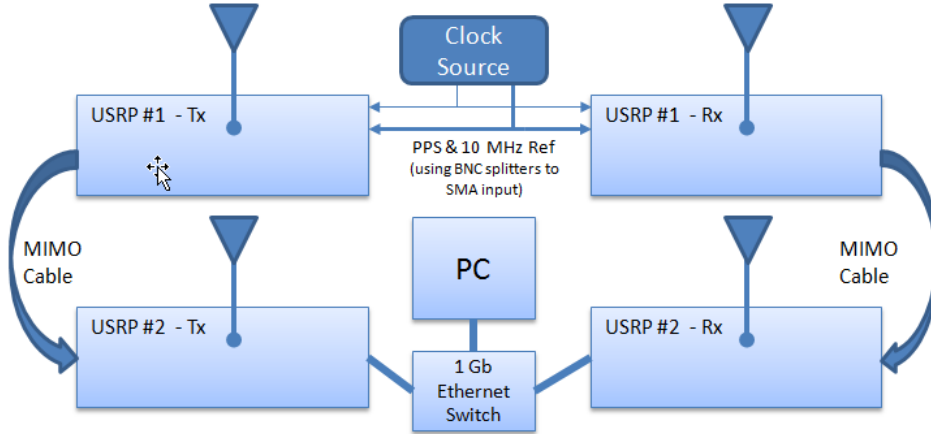 Clock
Source
USRP #1 - Tx
USRP #1 - Rx
PPS & 10 MHz Ref
(using BNC splitters to
SMA input)
MIMO
Cable
PC
MIMO
Cable
USRP #2 - Tx
USRP #2 - Rx
1 Gb
Ethernet
Switch